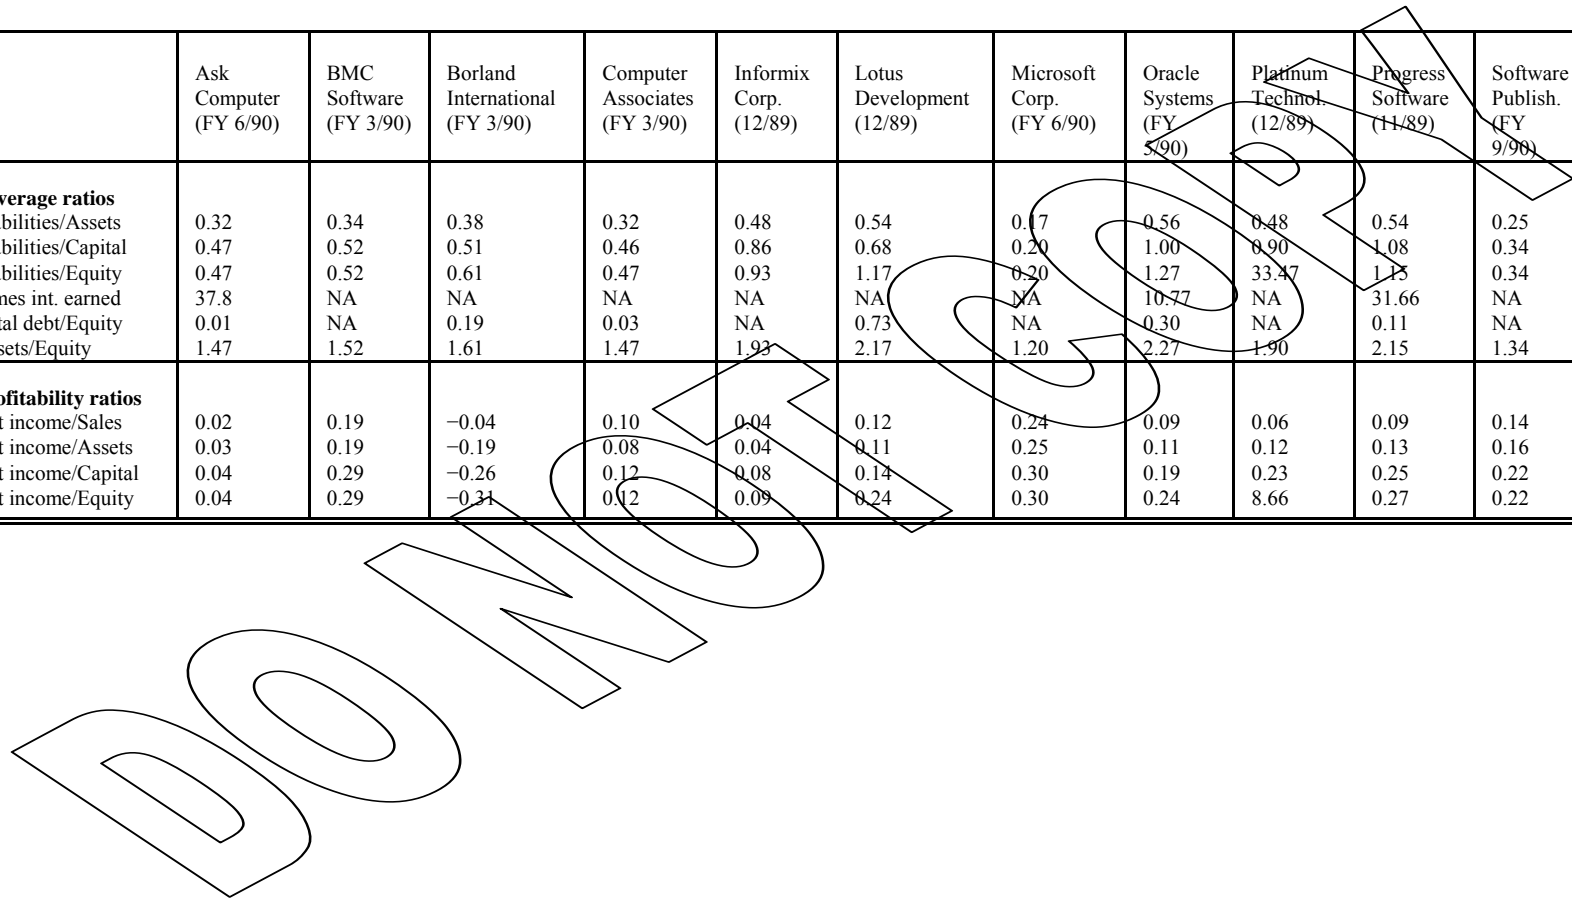 Ask Computer (FY 6/90) BMC Software (FY 3/90) Borland International (FY 3/90) Computer Associates (FY 3/90) Informix Corp. (12/89) Lotus Development (12/89) Microsoft Corp. (FY 6/90) Oracle Systems (FY 5/90) Platinum Technol. (12/89) Progress Software (11/89) Software Publish. (FY 9/90)
verage ratios
abilities/Assets 0.32 0.34 0.38 0.32 0.48 0.54 0.17 0.56 0.48 0.54 0.25
abilities/Capital 0.47 0.52 0.51 0.46 0.86 0.68 0.20 1.00 0.90 1.08 0.34
abilities/Equity 0.47 0.52 0.61 0.47 0.93 1.17 0.20 1.27 33.47 1.15 0.34
mes int. earned 37.8 NA NA NA NA NA NA 10.77 NA 31.66 NA
tal debt/Equity 0.01 NA 0.19 0.03 NA 0.73 NA 0.30 NA 0.11 NA
sets/Equity 1.47 1.52 1.61 1.47 1.93 2.17 1.20 2.27 1.90 2.15 1.34
ofitability ratios
t income/Sales 0.02 0.19 −0.04 0.10 0.04 0.12 0.24 0.09 0.06 0.09 0.14
t income/Assets 0.03 0.19 −0.19 0.08 0.04 0.11 0.25 0.11 0.12 0.13 0.16
t income/Capital 0.04 0.29 −0.26 0.12 0.08 0.14 0.30 0.19 0.23 0.25 0.22
t income/Equity 0.04 0.29 −0.31 0.12 0.09 0.24 0.30 0.24 8.66 0.27 0.22
DO NOT COPY